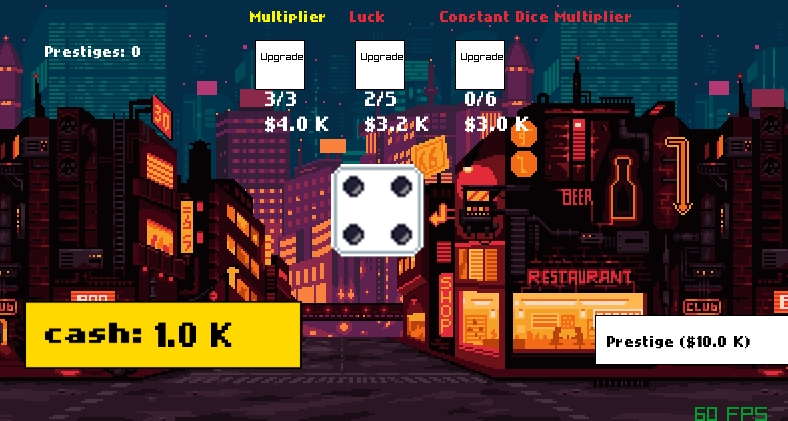 Multiplier Luck Constant Dice Multiplier
Prestiges: 0
Upgrade Upgrade Upgrade
3/3 2/5 0/6
$4.0 K $3.2 K $3.0 K
30
BEER
RESTAURANT
SHOP
CLUB
cash: 1.0 K
Prestige ($10.0 K)
60 FPS